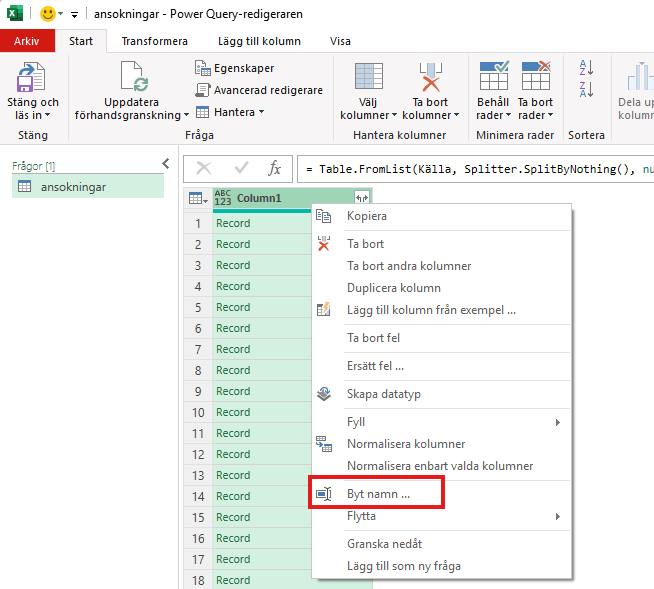 ansokningar - Power Query-redigeraren
Arkiv Start Transformera Lägg till kolumn Visa
Stäng och läs in
Stäng
Uppdatera förhandsgranskning
Egenskaper
Avancerad redigerare
Hantera
Fråga
Välj kolumner
Ta bort kolumner
Hantera kolumner
Behåll rader
Ta bort rader
Minimera rader
A Z
Z A
Sortera
Dela upp
Frågor [1]
ansokningar
fx
= Table.FromList(Källa, Splitter.SplitByNothing(),
ABC 123 Column1
1 Record
2 Record
3 Record
4 Record
5 Record
6 Record
7 Record
8 Record
9 Record
10 Record
11 Record
12 Record
13 Record
14 Record
15 Record
16 Record
17 Record
18 Record
Kopiera
Ta bort
Ta bort andra kolumner
Duplicera kolumn
Lägg till kolumn från exempel ...
Ta bort fel
Ersätt fel ...
Skapa datatyp
Fyll
Normalisera kolumner
Normalisera enbart valda kolumner
Byt namn ...
Flytta
Granska nedåt
Lägg till som ny fråga